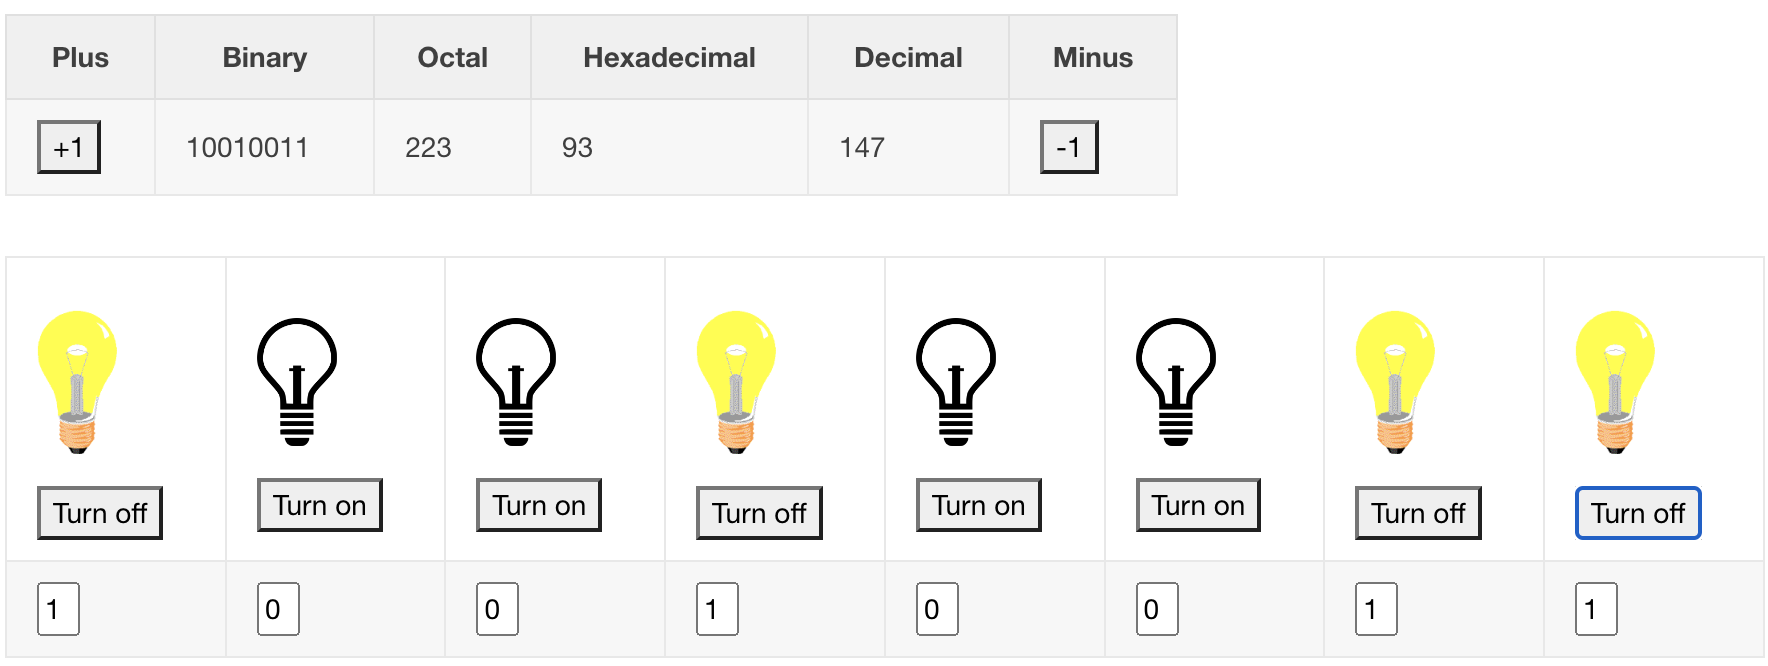 Plus Binary Octal Hexadecimal Decimal Minus
+1 10010011 223 93 147 -1
Turn off Turn on Turn on Turn off Turn on Turn on Turn off Turn off
1 0 0 1 0 0 1 1